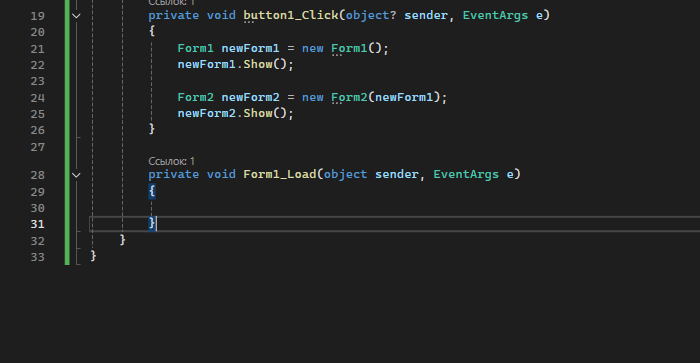 Ссылок: 1
19 private void button1_Click(object? sender, EventArgs e)
20 {
21 Form1 newForm1 = new Form1();
22 newForm1.Show();
23
24 Form2 newForm2 = new Form2(newForm1);
25 newForm2.Show();
26 }
27
Ссылок: 1
28 private void Form1_Load(object sender, EventArgs e)
29 {
30
31 }
32 }
33 }